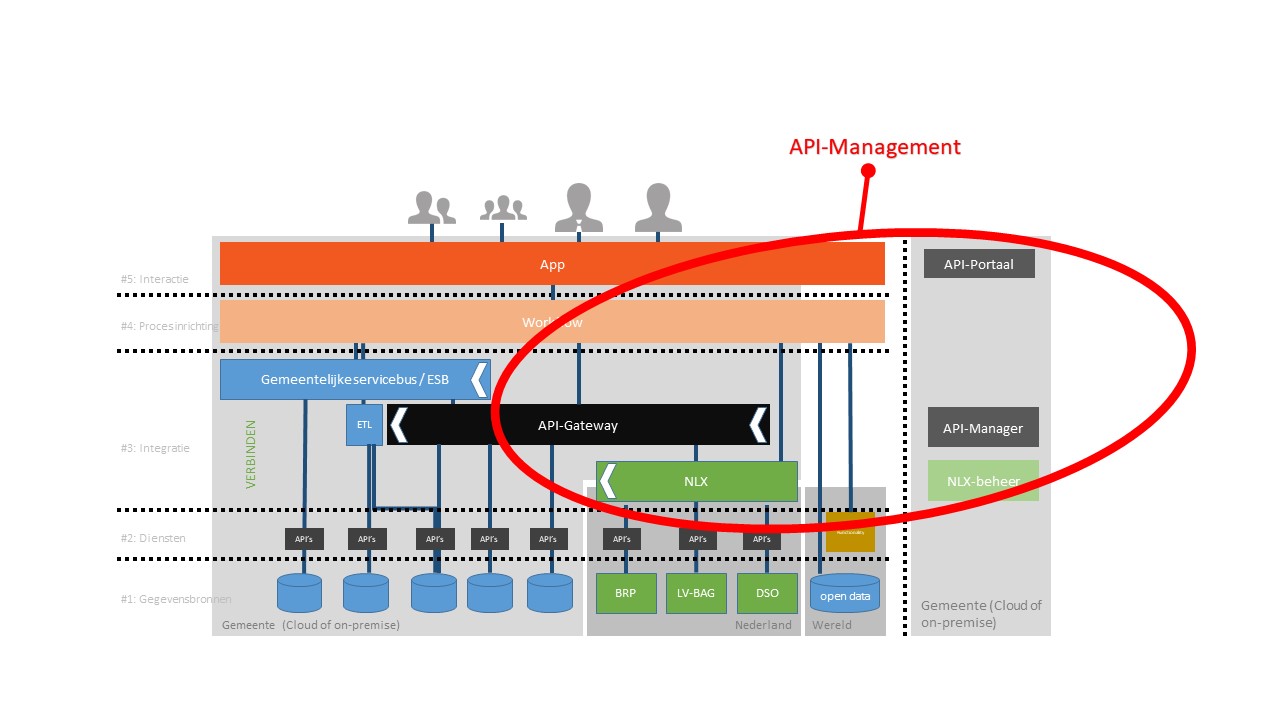 API-Management
App
API-Portaal
#5: Interactie
#4: Procesinrichting
Workflow
Gemeentelijke servicebus / ESB
ETL
API-Gateway
API-Manager
VERBINDEN
#3: Integratie
NLX
NLX-beheer
#2: Diensten
API's
API's
API's
API's
API's
API's
API's
API's
#1: Gegevensbronnen
BRP
LV-BAG
DSO
open data
Gemeente (Cloud of on-premise)
Nederland
Wereld
Gemeente (Cloud of
on-premise)